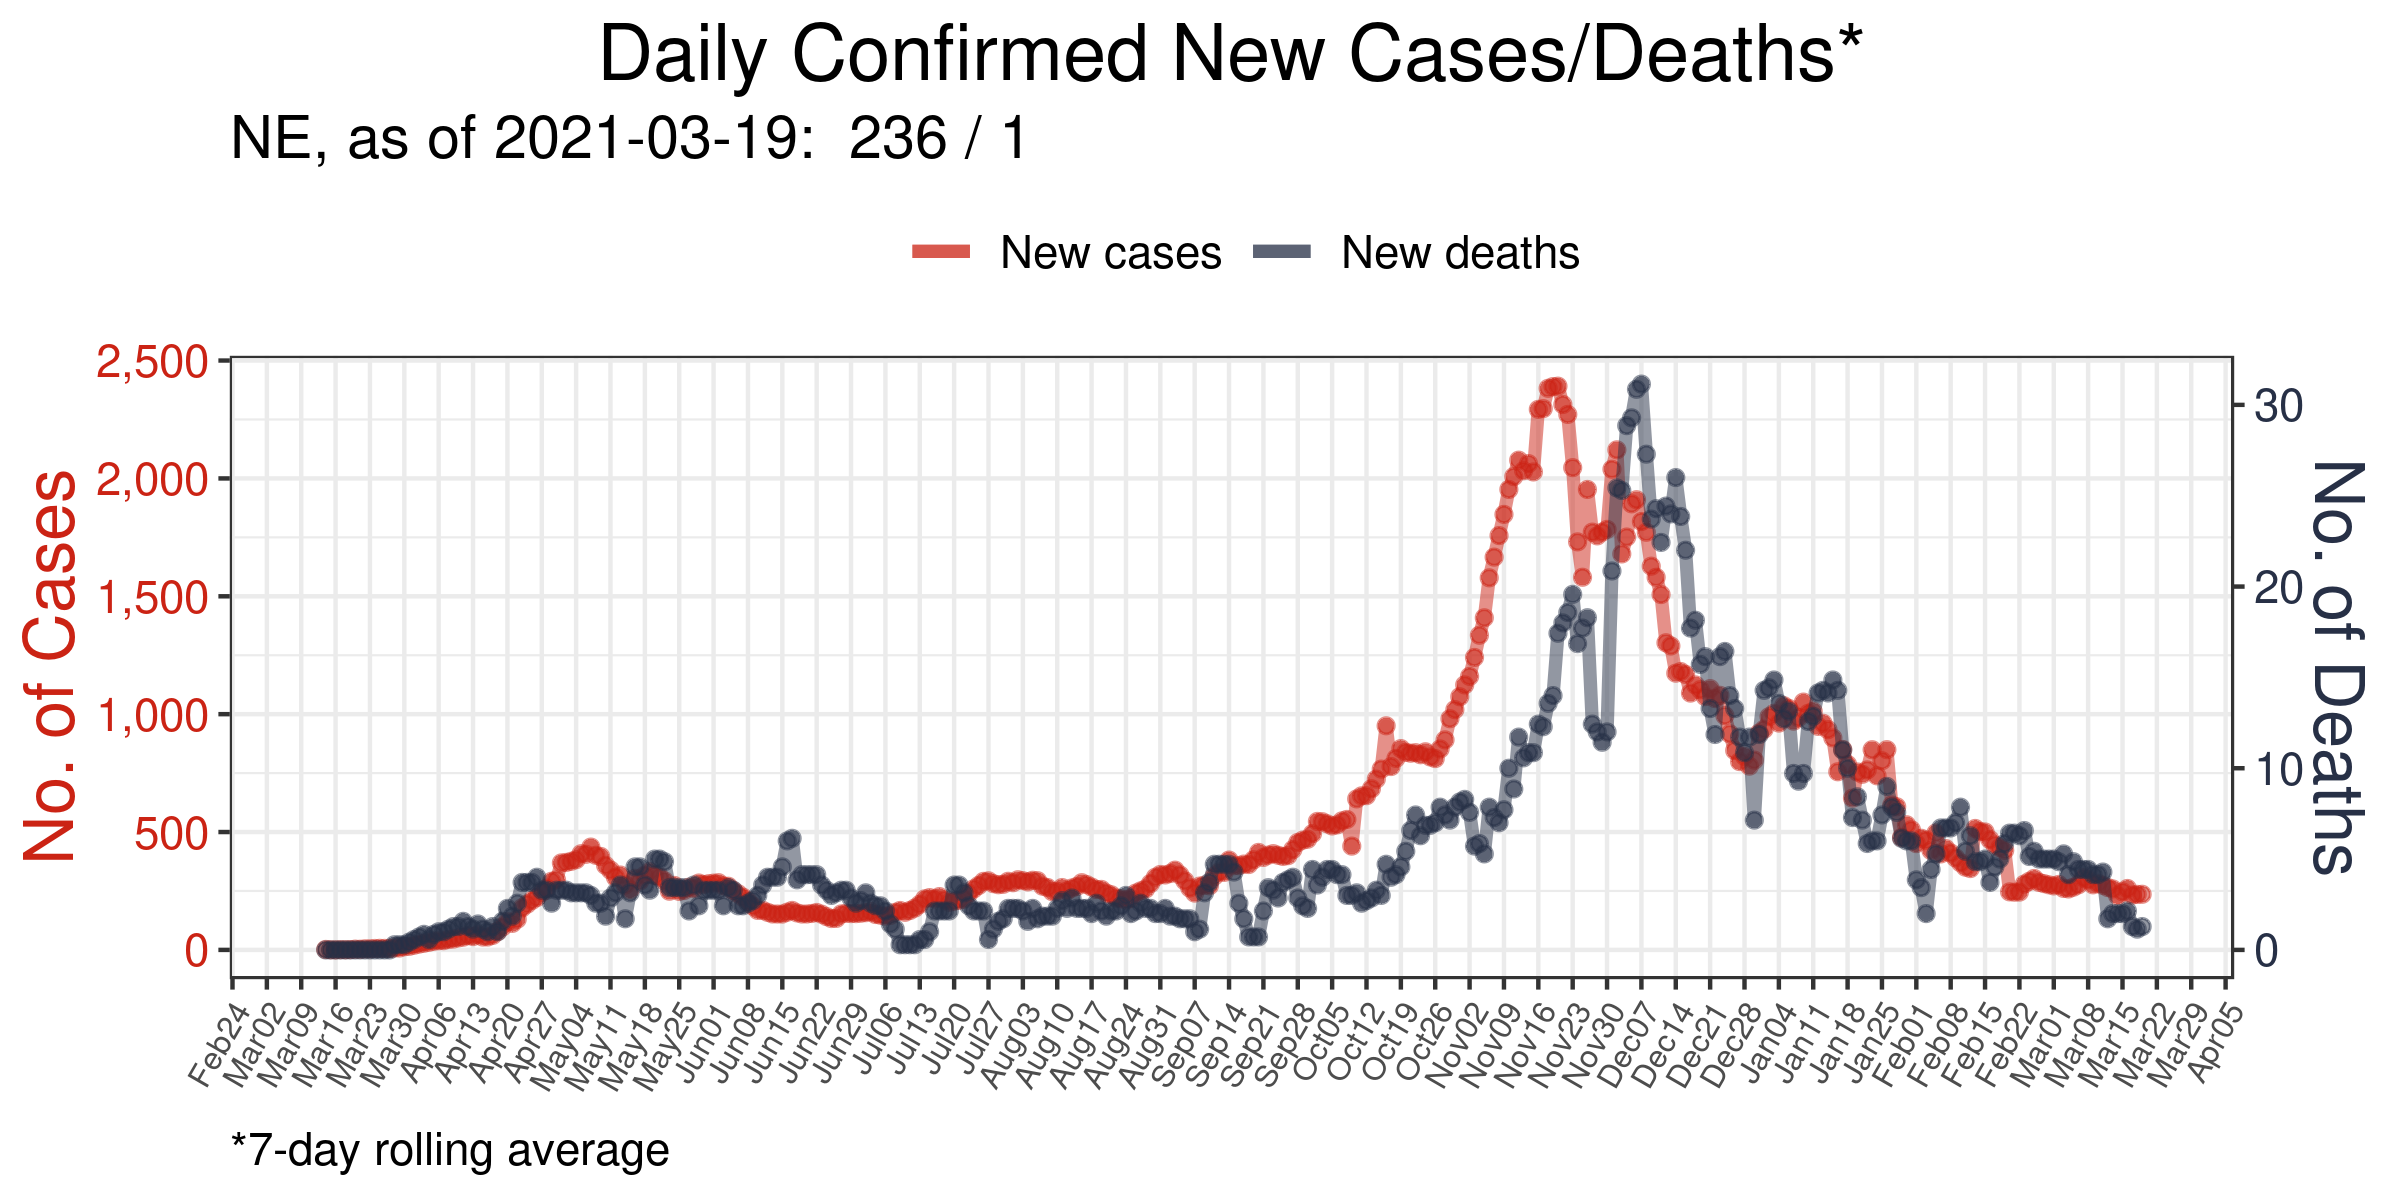 Daily Confirmed New Cases/Deaths*
NE, as of 2021-03-19:  236 / 1
New cases
New deaths
No. of Cases
2,500
2,000
1,500
1,000
500
0
30
20
10
0
No. of Deaths
Feb24
Mar02
Mar09
Mar16
Mar23
Mar30
Apr06
Apr13
Apr20
Apr27
May04
May11
May18
May25
Jun01
Jun08
Jun15
Jun22
Jun29
Jul06
Jul13
Jul20
Jul27
Aug03
Aug10
Aug17
Aug24
Aug31
Sep07
Sep14
Sep21
Sep28
Oct05
Oct12
Oct19
Oct26
Nov02
Nov09
Nov16
Nov23
Nov30
Dec07
Dec14
Dec21
Dec28
Jan04
Jan11
Jan18
Jan25
Feb01
Feb08
Feb15
Feb22
Mar01
Mar08
Mar15
Mar22
Mar29
Apr05
*7-day rolling average